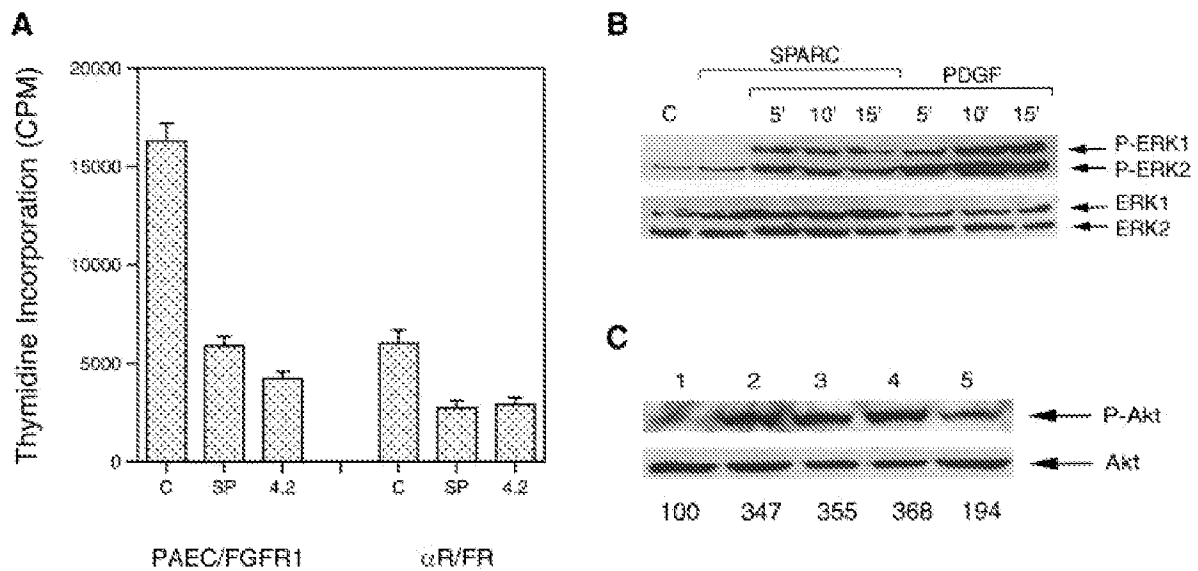 A
Thymidine Incorporation (CPM)
20000
15000
10000
5000
0
C SP 4.2 C SP 4.2
PAEC/FGFR1 αR/FR
B
SPARC
PDGF
C 5' 10' 15' 5' 10' 15'
P-ERK1
P-ERK2
ERK1
ERK2
C
1 2 3 4 5
P-Akt
Akt
100 347 355 368 194